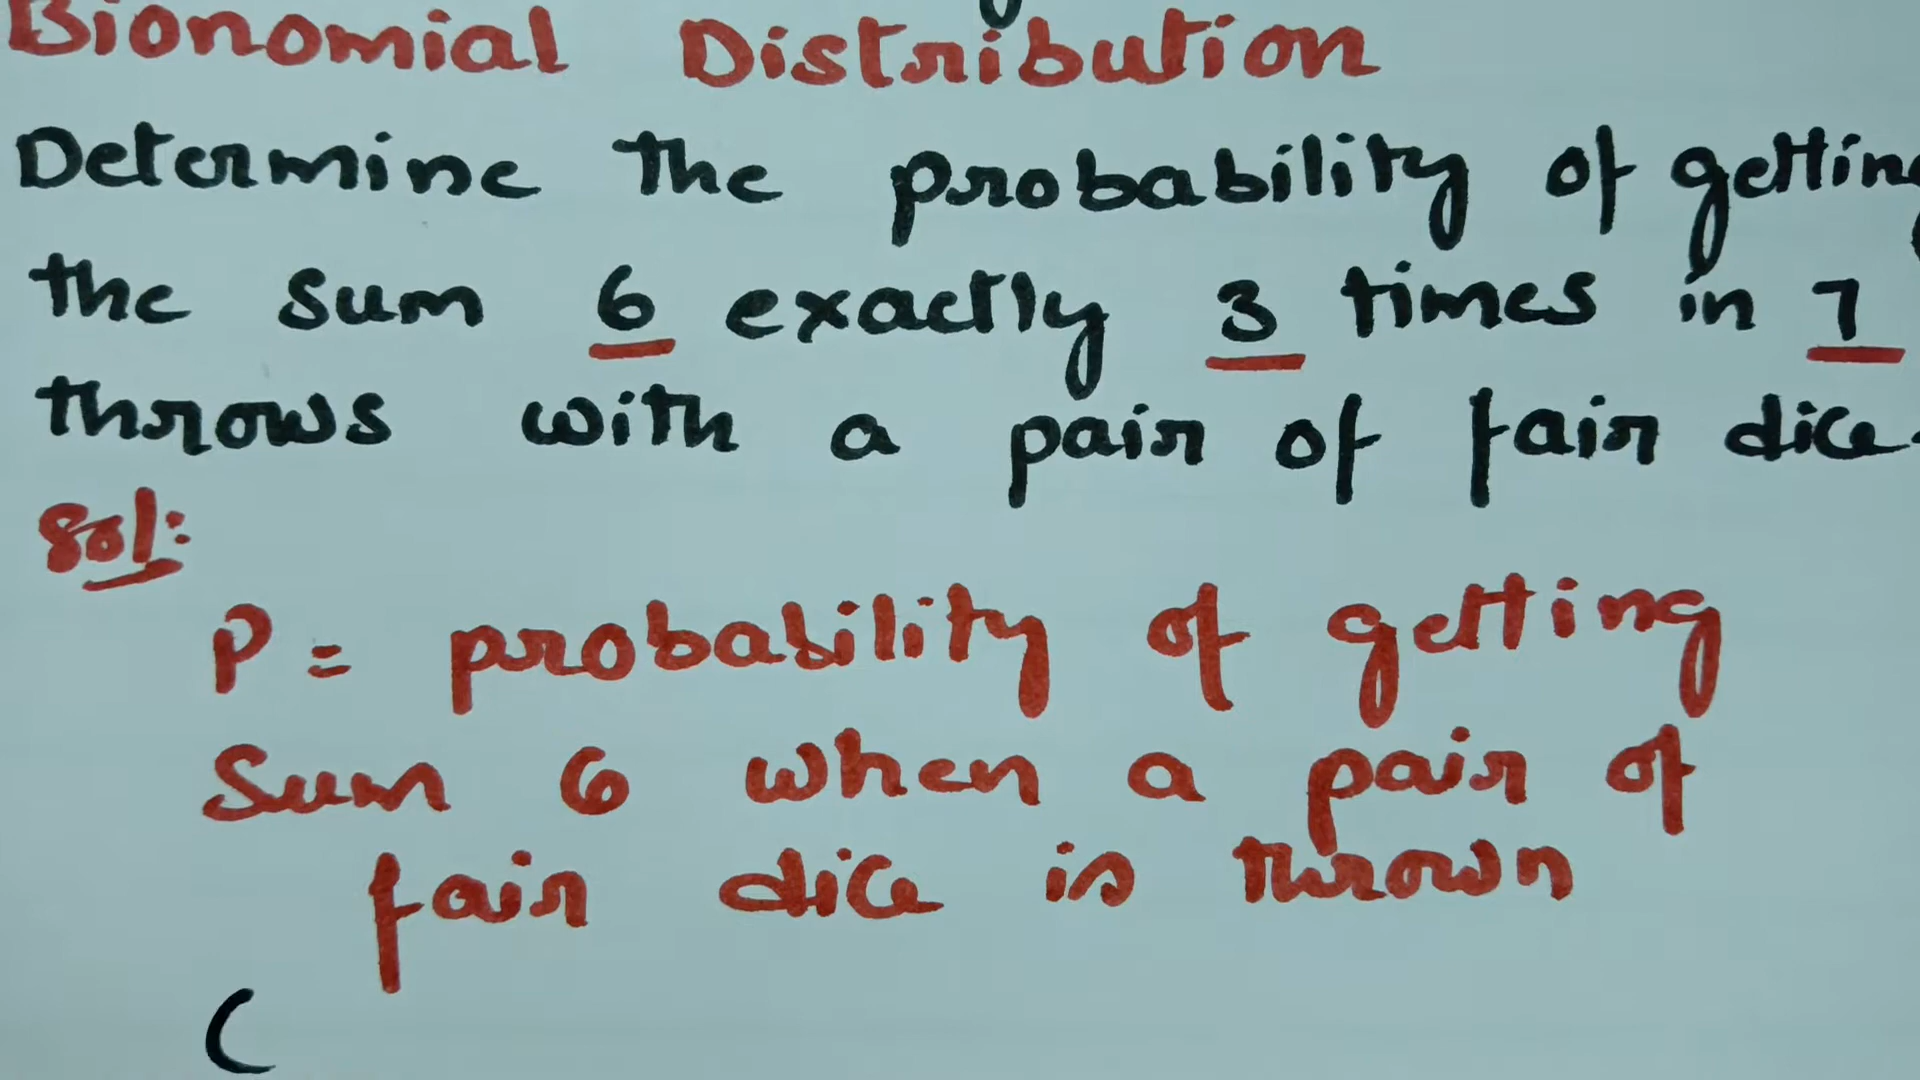 Bionomial Distribution
Determine the probability of getting
the sum 6 exactly 3 times in 7
throws with a pair of fair dice.
Sol:
P = probability of getting
Sum 6 when a pair of
fair dice is thrown
(